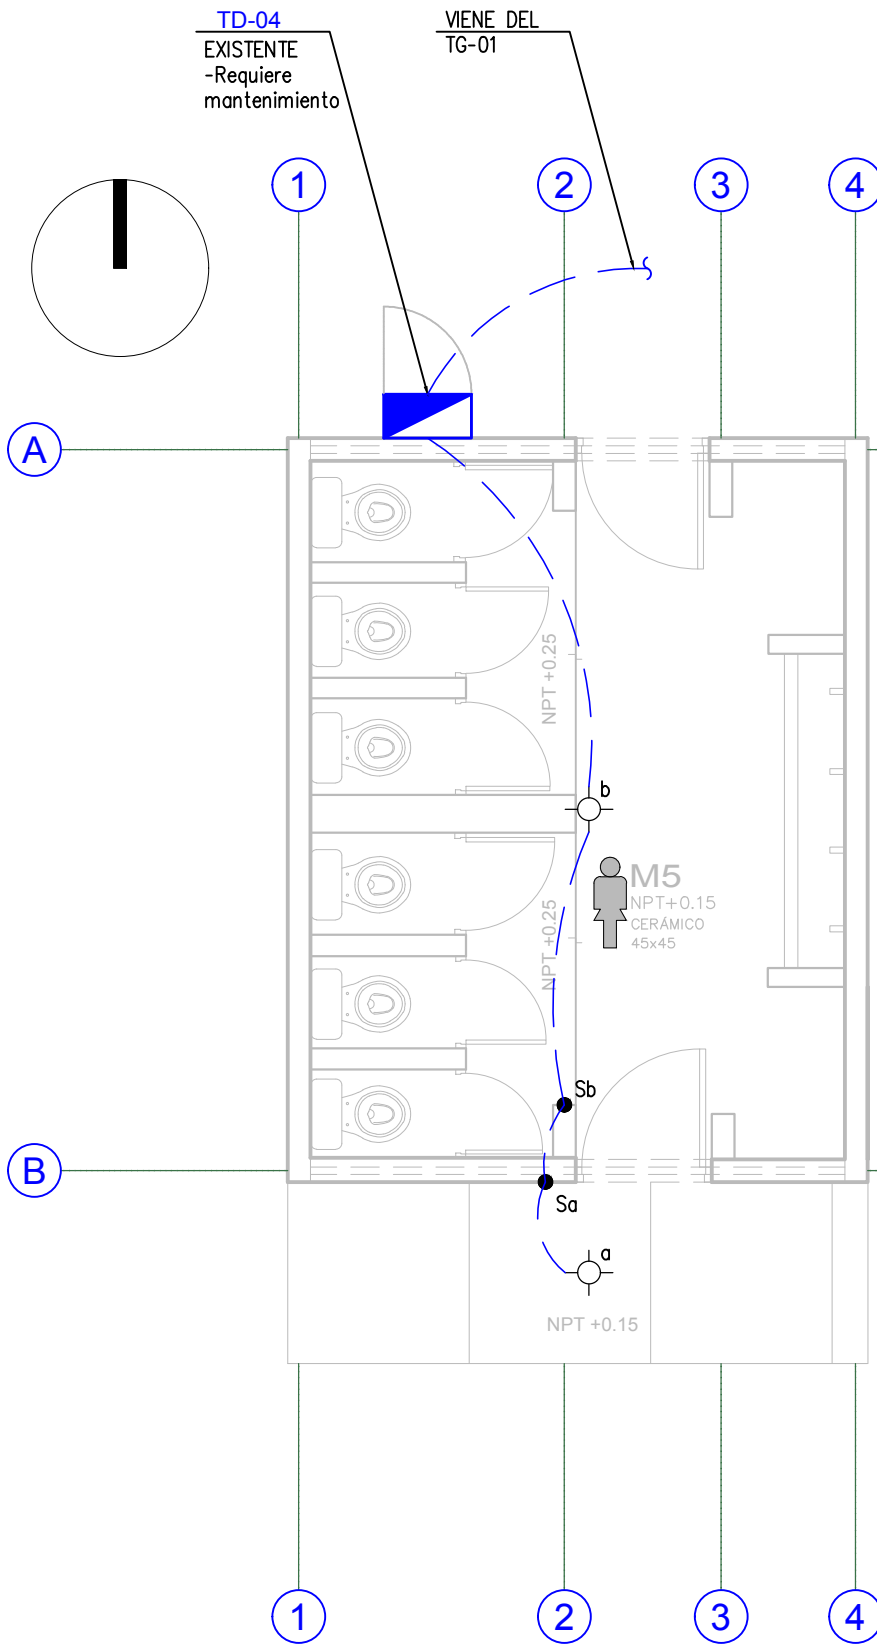 TD-04
EXISTENTE
-Requiere
mantenimiento
VIENE DEL
TG-01
1
2
3
4
A
NPT +0.25
b
M5
NPT+0.15
CERÁMICO
45x45
NPT +0.25
Sb
B
Sa
a
NPT +0.15
1
2
3
4